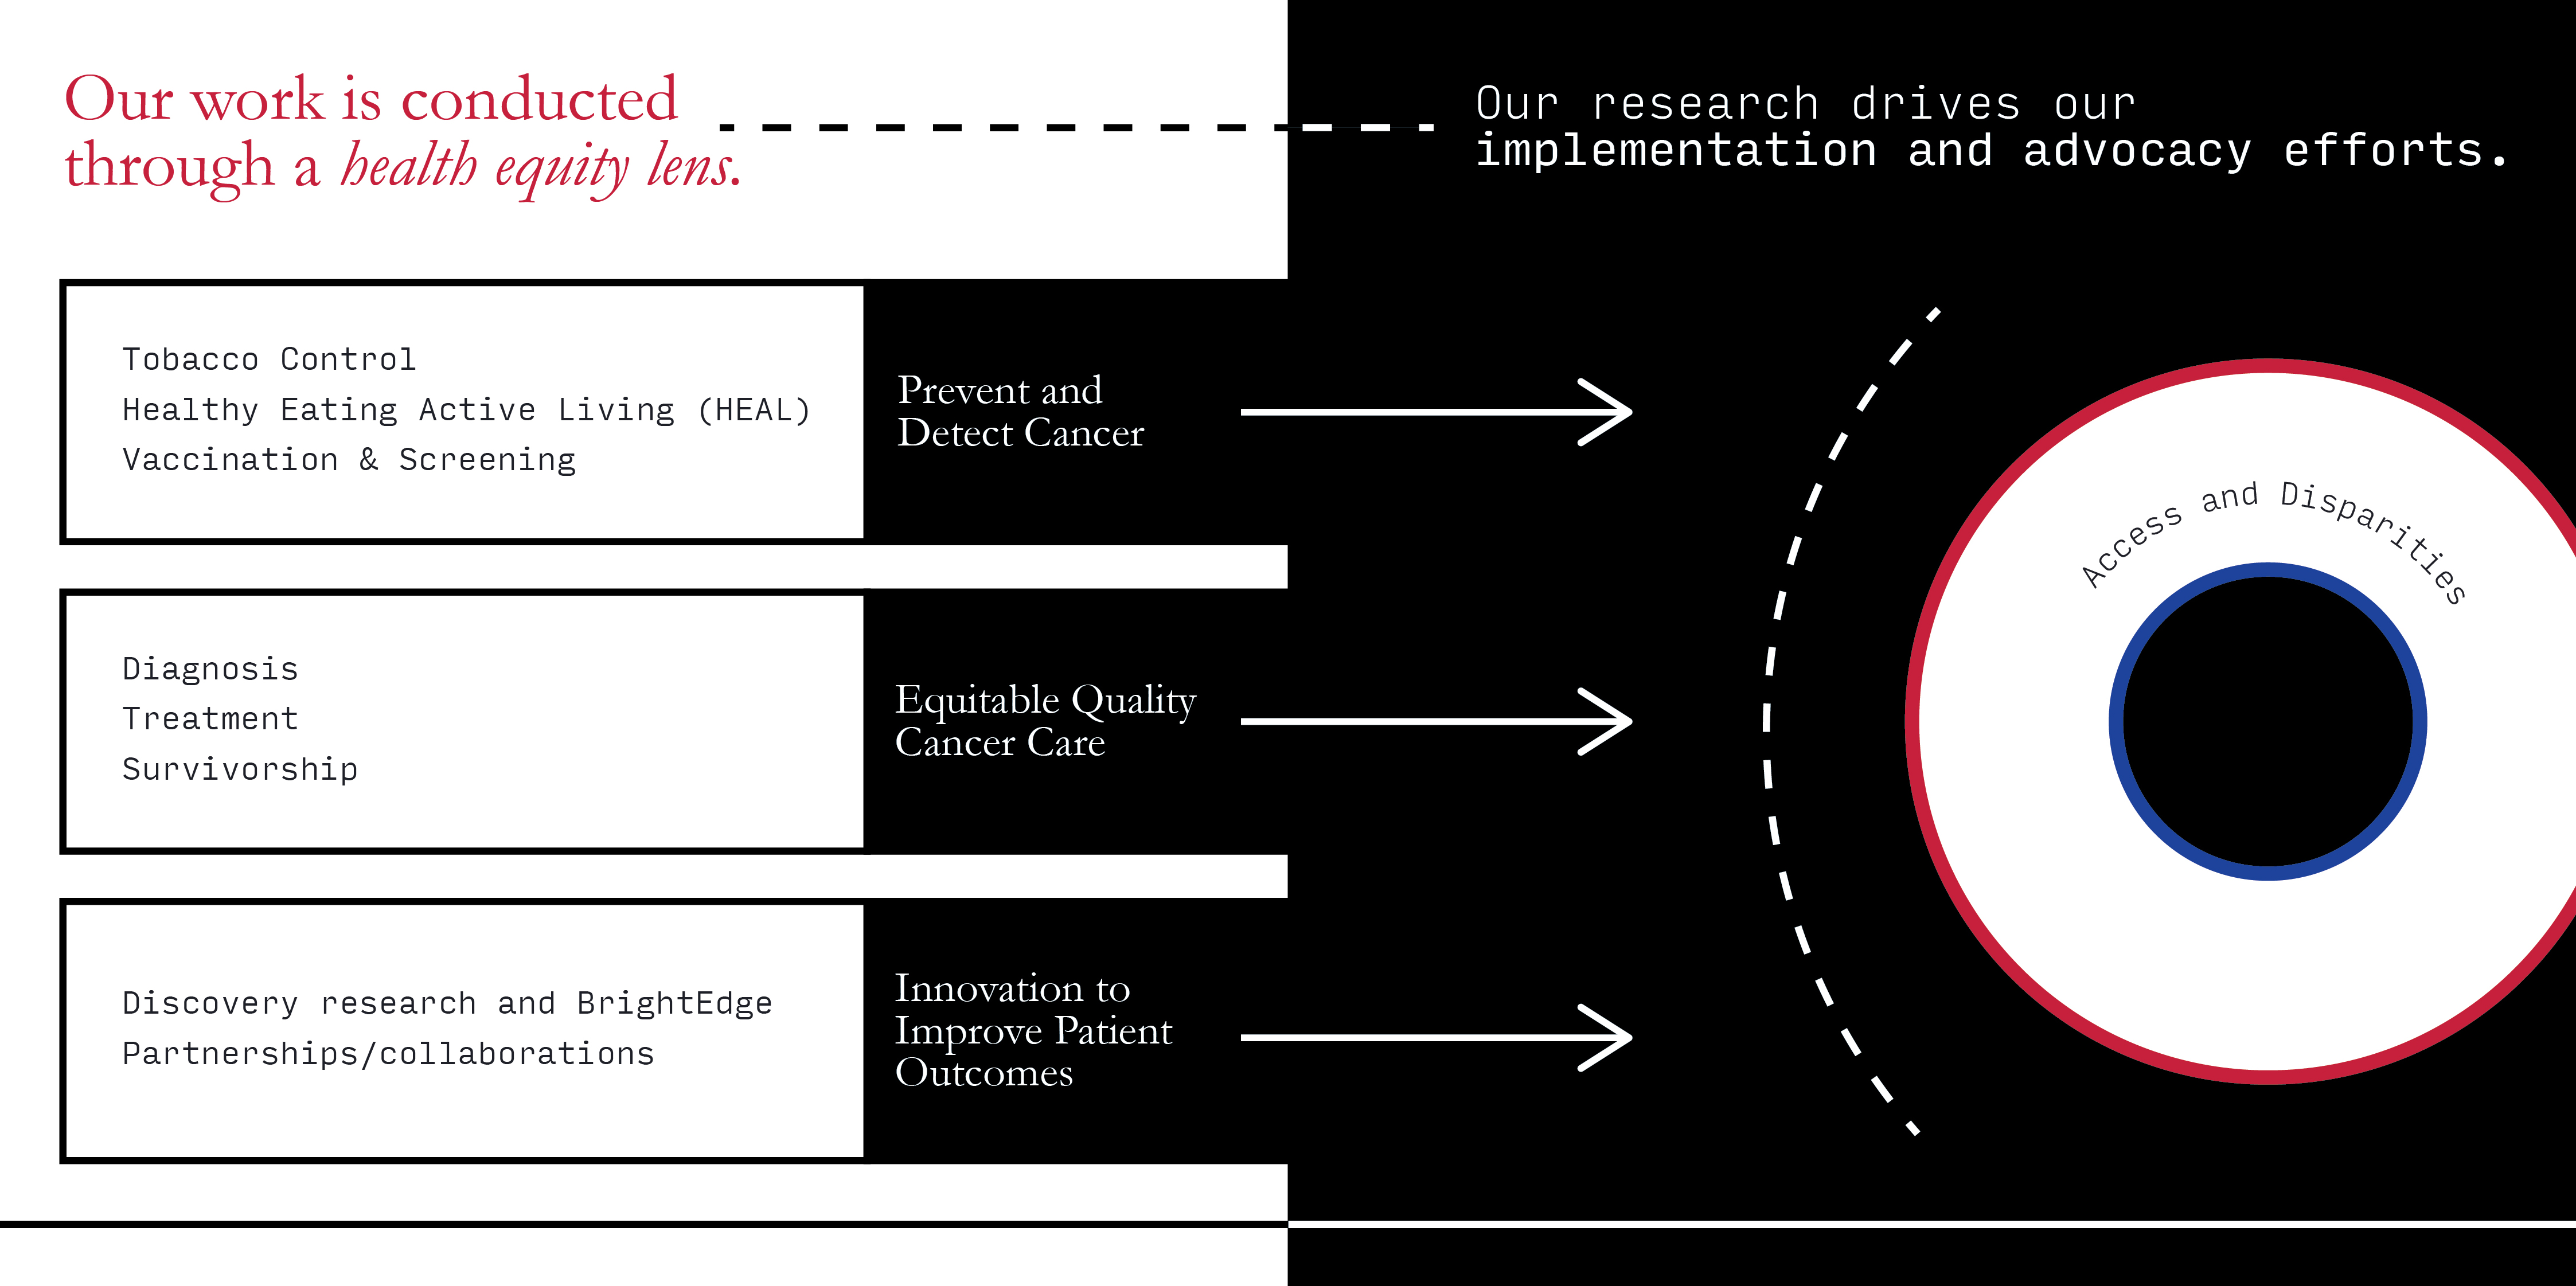 Our work is conducted
through a health equity lens.
Our research drives our
implementation and advocacy efforts.
Tobacco Control
Healthy Eating Active Living (HEAL)
Vaccination & Screening
Prevent and
Detect Cancer
Diagnosis
Treatment
Survivorship
Equitable Quality
Cancer Care
Discovery research and BrightEdge
Partnerships/collaborations
Innovation to
Improve Patient
Outcomes
Access and Disparities